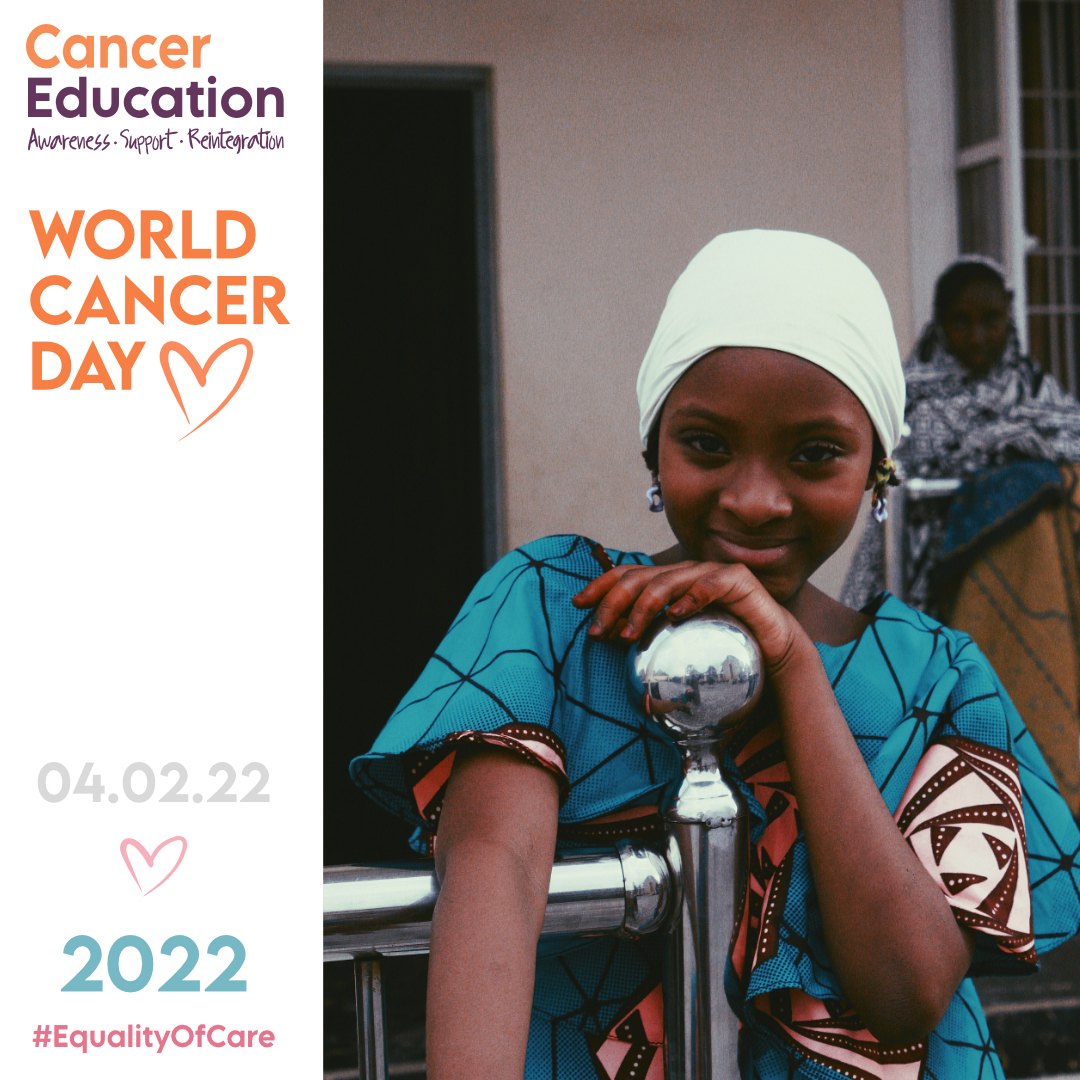 Cancer
Education
Awareness · Support · Reintegration
WORLD
CANCER
DAY
04.02.22
2022
#EqualityOfCare